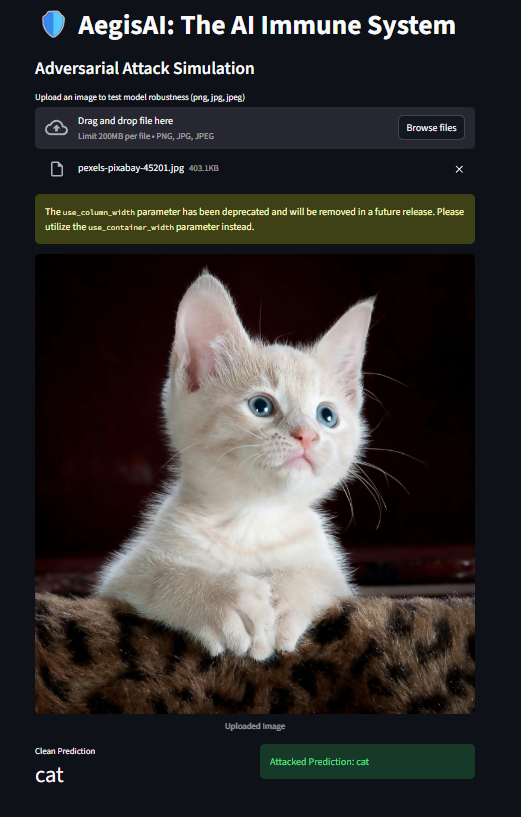 AegisAI: The AI Immune System
Adversarial Attack Simulation
Upload an image to test model robustness (png, jpg, jpeg)
Drag and drop file here
Limit 200MB per file • PNG, JPG, JPEG
Browse files
pexels-pixabay-45201.jpg 403.1KB
The use_column_width parameter has been deprecated and will be removed in a future release. Please
utilize the use_container_width parameter instead.
Uploaded Image
Clean Prediction
cat
Attacked Prediction: cat